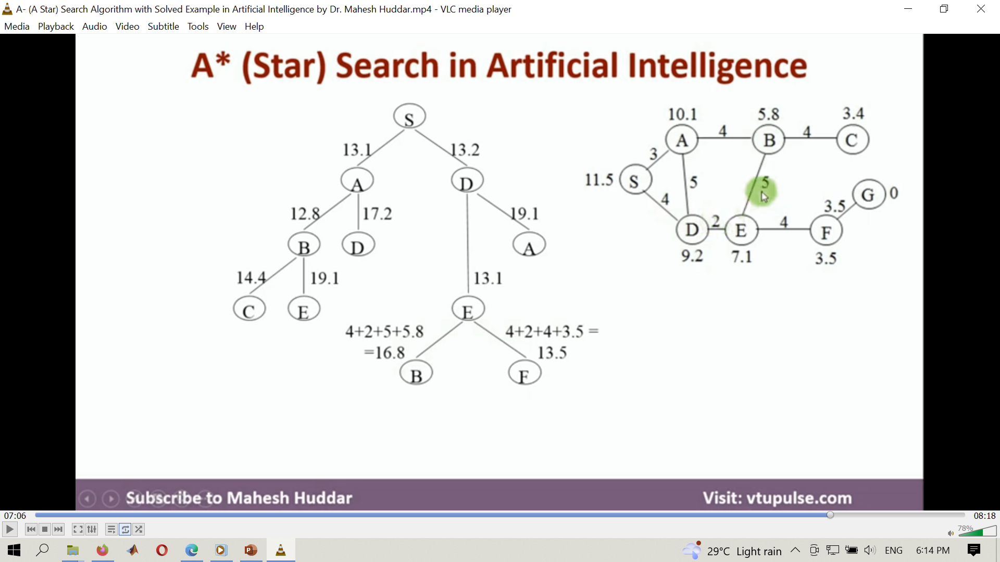 A- (A Star) Search Algorithm with Solved Example in Artificial Intelligence by Dr. Mahesh Huddar.mp4 - VLC media player
Media Playback Audio Video Subtitle Tools View Help
A* (Star) Search in Artificial Intelligence
S
13.1 13.2
A D
12.8 17.2 19.1
B D A
14.4 19.1 13.1
C E E
4+2+5+5.8 4+2+4+3.5 =
=16.8 13.5
B F
10.1 5.8 3.4
A 4 B 4 C
3
11.5 S 5 5 G 0
4 3.5
D 2 E 4 F
9.2 7.1 3.5
Subscribe to Mahesh Huddar Visit: vtupulse.com
07:06 08:18
78%
29°C Light rain ENG 6:14 PM